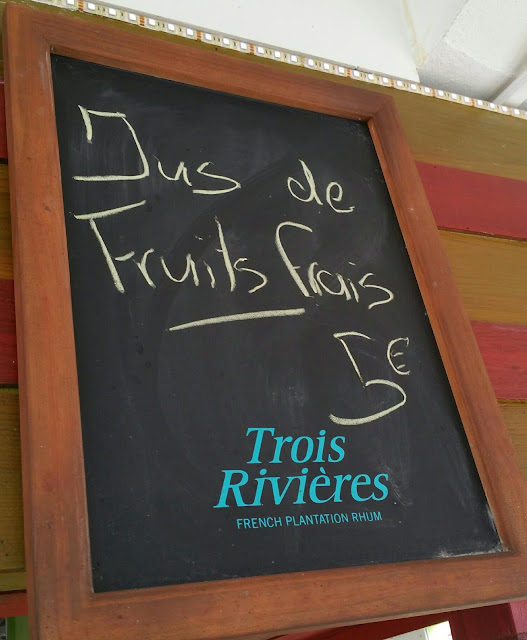 Jus de
Fruits frais
5€
Trois
Rivières
FRENCH PLANTATION RHUM